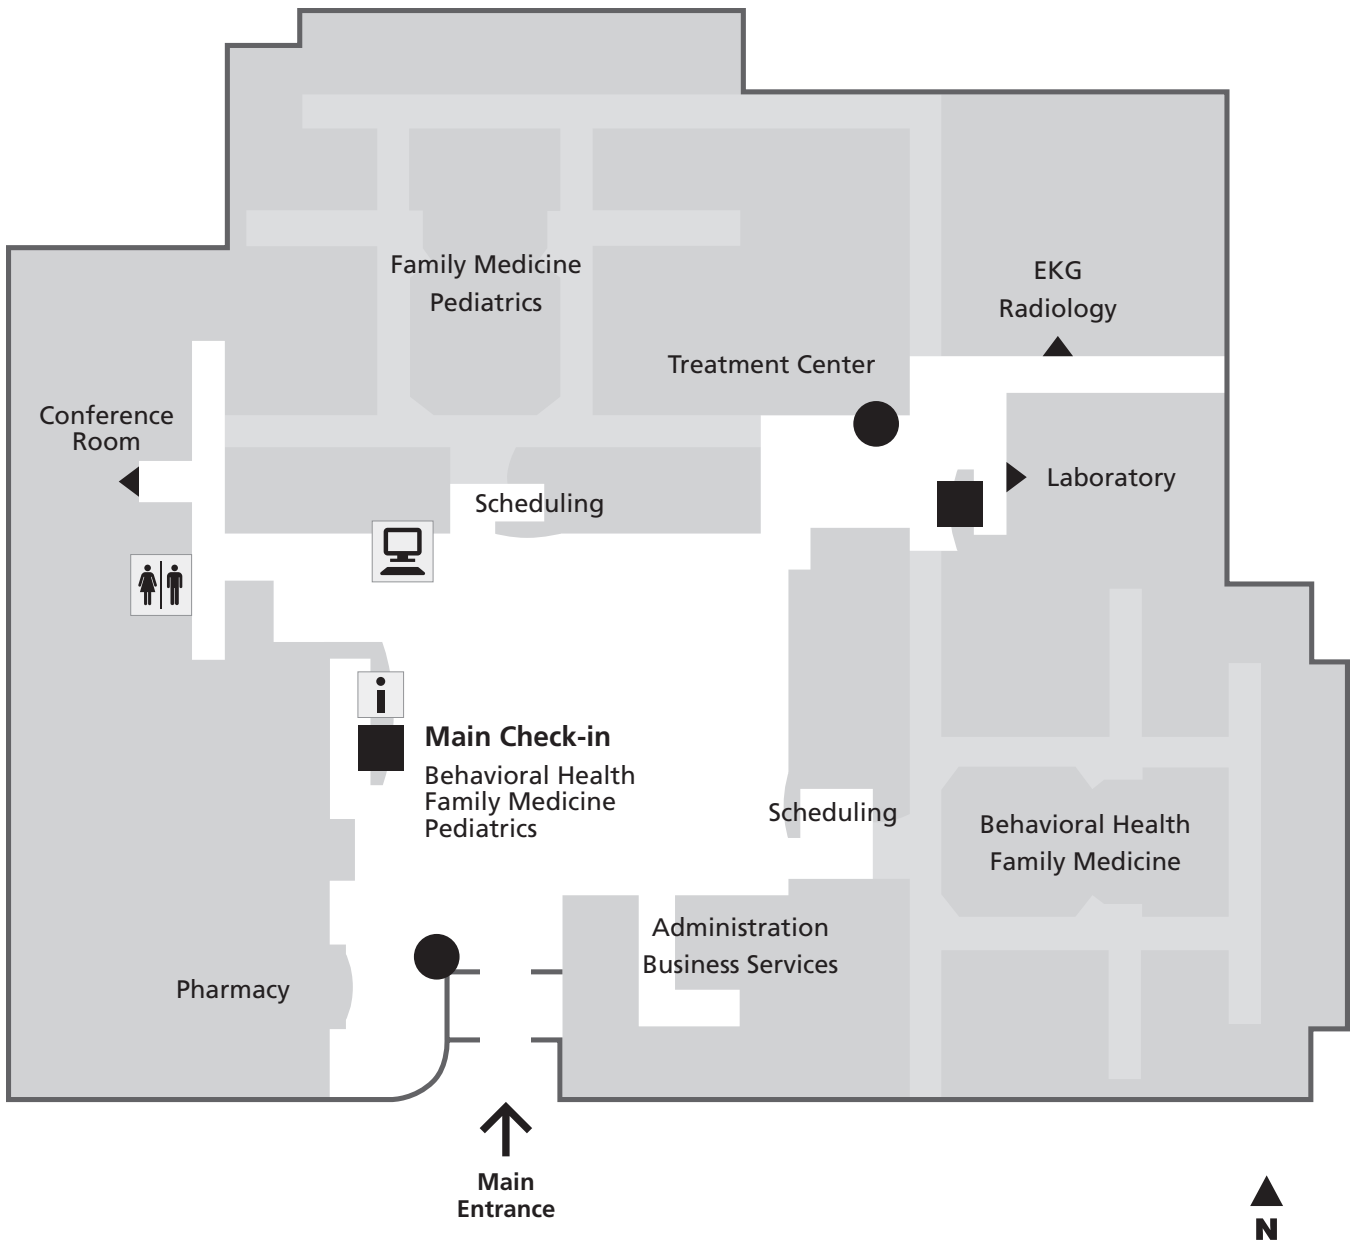 Family Medicine
Pediatrics
EKG
Radiology
Treatment Center
Conference
Room
Laboratory
Scheduling
i
Main Check-in
Behavioral Health
Family Medicine
Pediatrics
Scheduling
Behavioral Health
Family Medicine
Administration
Business Services
Pharmacy
Main
Entrance
N